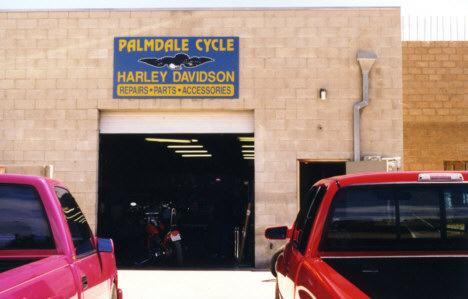 PALMDALE CYCLE
HARLEY DAVIDSON
REPAIRS•PARTS•ACCESSORIES